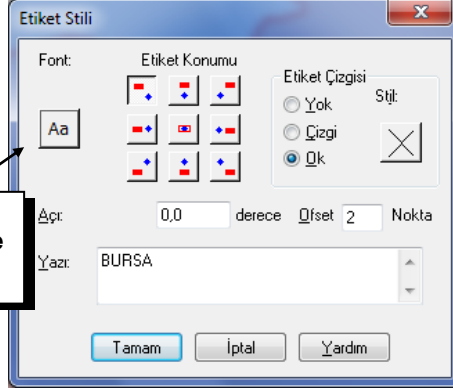 Etiket Stili
Font: Etiket Konumu
Etiket Çizgisi
Yok Stil:
Aa
Çizgi
Ok
Açı: 0,0 derece Ofset 2 Nokta
e
Yazı: BURSA
Tamam İptal Yardım